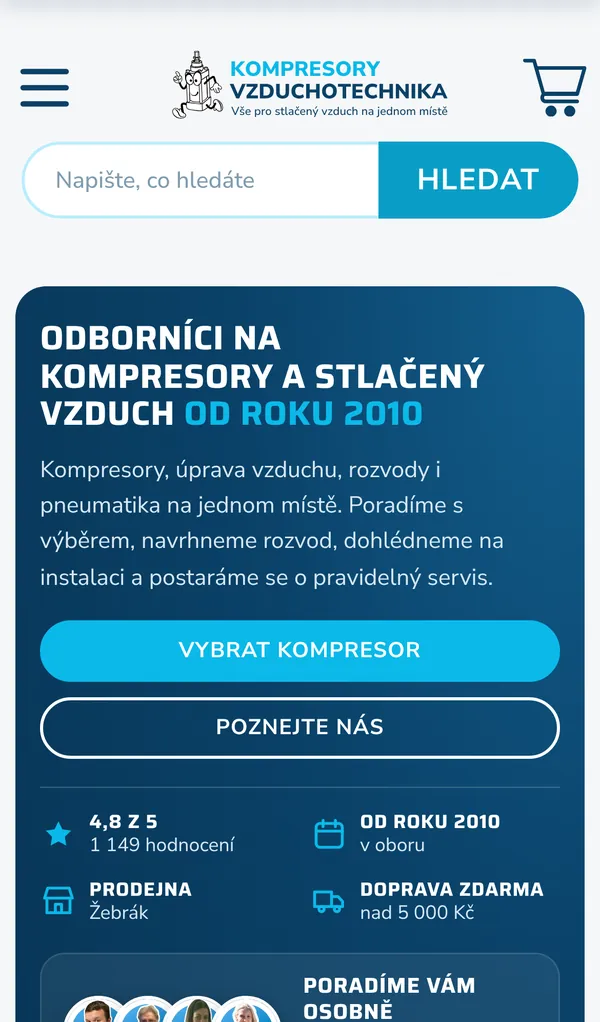 KOMPRESORY
VZDUCHOTECHNIKA
Vše pro stlačený vzduch na jednom místě
Napište, co hledáte
HLEDAT
ODBORNÍCI NA
KOMPRESORY A STLAČENÝ
VZDUCH OD ROKU 2010
Kompresory, úprava vzduchu, rozvody i
pneumatika na jednom místě. Poradíme s
výběrem, navrhneme rozvod, dohlédneme na
instalaci a postaráme se o pravidelný servis.
VYBRAT KOMPRESOR
POZNEJTE NÁS
4,8 Z 5
1 149 hodnocení
OD ROKU 2010
v oboru
PRODEJNA
Žebrák
DOPRAVA ZDARMA
nad 5 000 Kč
PORADÍME VÁM
OSOBNĚ